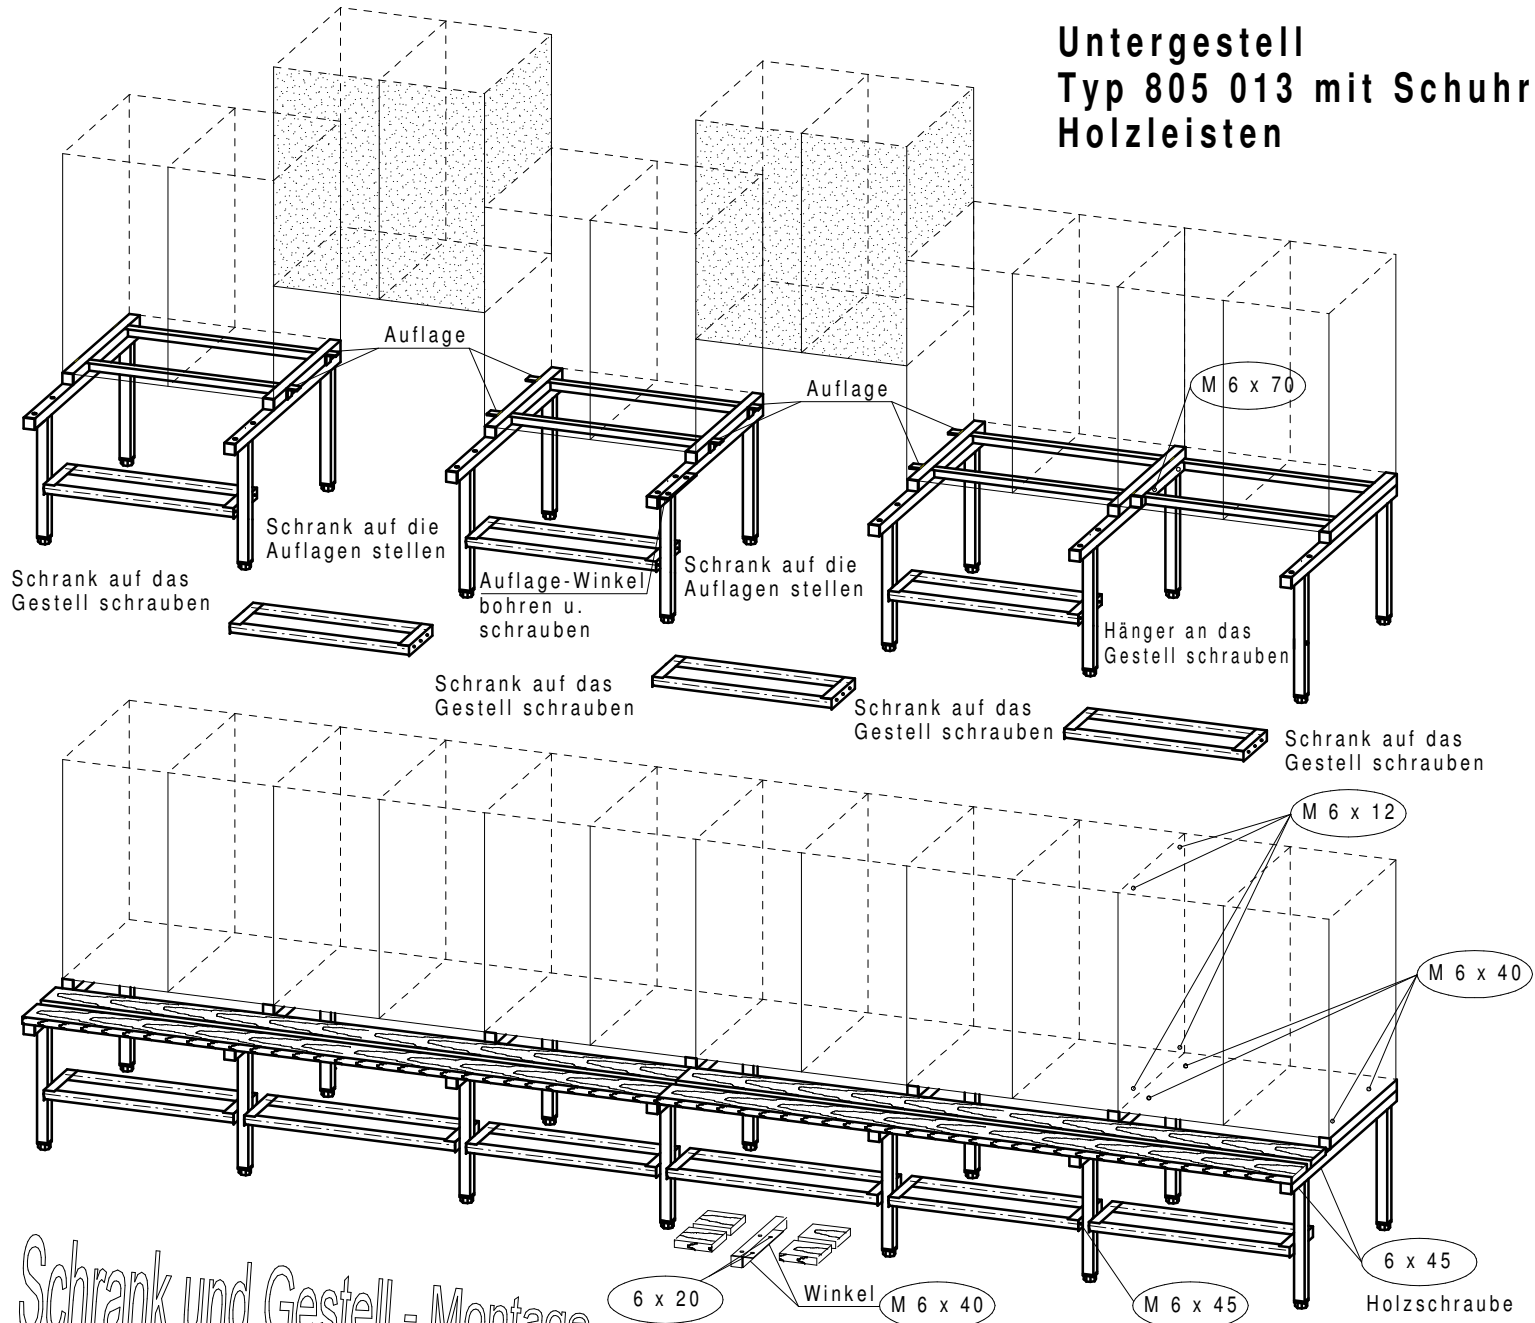 Untergestell
Typ 805 013 mit Schuhr
Holzleisten
Auflage
Auflage
M 6 x 70
Schrank auf die
Auflagen stellen
Schrank auf das
Gestell schrauben
Auflage-Winkel
bohren u.
schrauben
Schrank auf die
Auflagen stellen
Hänger an das
Gestell schrauben
Schrank auf das
Gestell schrauben
Schrank auf das
Gestell schrauben
Schrank auf das
Gestell schrauben
M 6 x 12
M 6 x 40
Schrank und Gestell - Montage
6 x 20
Winkel
M 6 x 40
M 6 x 45
6 x 45
Holzschraube